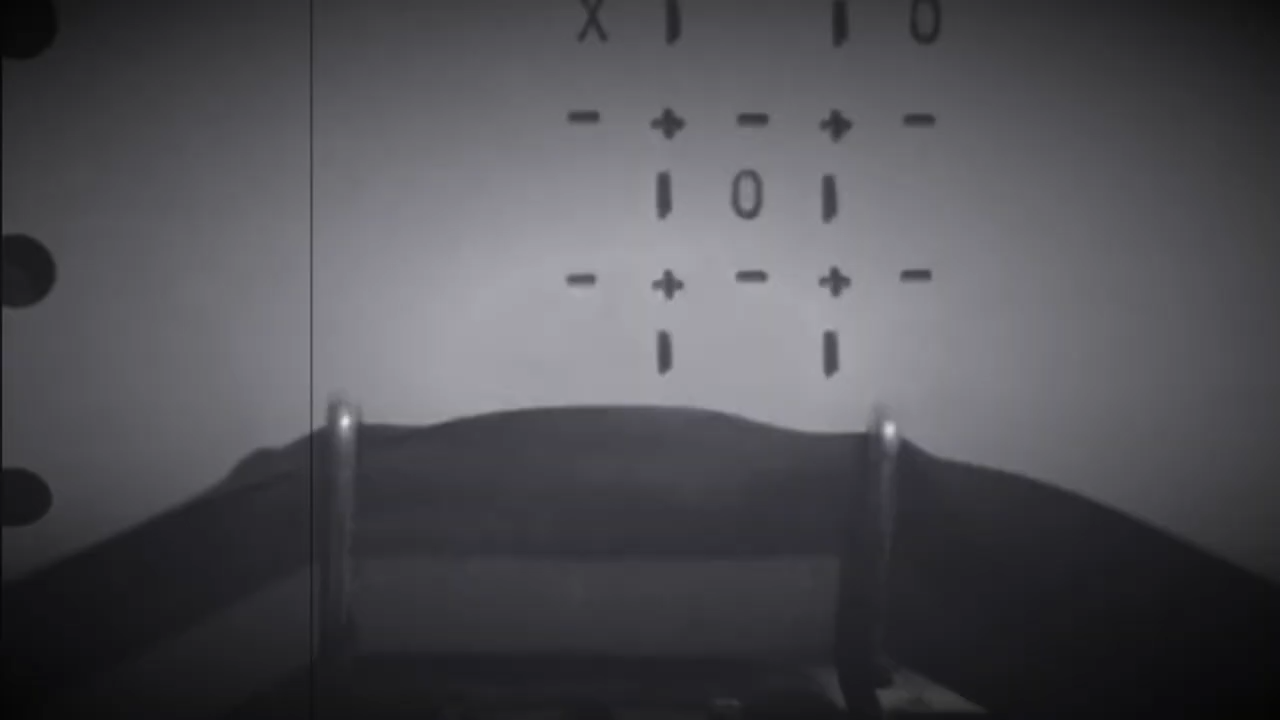 X |   | O
- + - + -
  | O |
- + - + -
  |   |